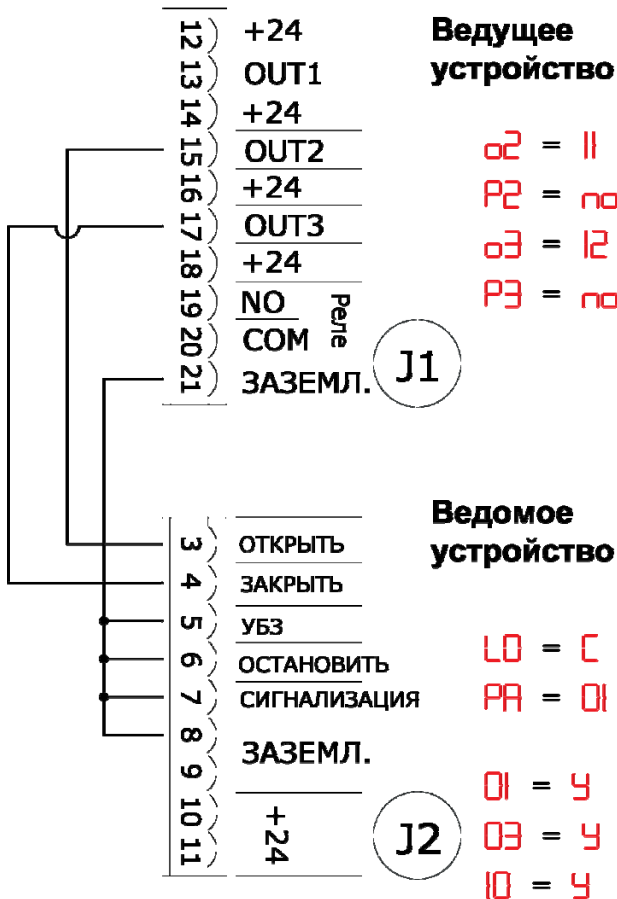 12 +24
13 OUT1
14 +24
15 OUT2
16 +24
17 OUT3
18 +24
19 NO
20 COM
Реле
21 ЗАЗЕМЛ.
J1
Ведущее
устройство
o2 = 11
P2 = no
o3 = 12
P3 = no
3 ОТКРЫТЬ
4 ЗАКРЫТЬ
5 УБЗ
6 ОСТАНОВИТЬ
7 СИГНАЛИЗАЦИЯ
8 ЗАЗЕМЛ.
9
10 +24
11
J2
Ведомое
устройство
LO = C
PA = 01
01 = Y
03 = Y
10 = Y